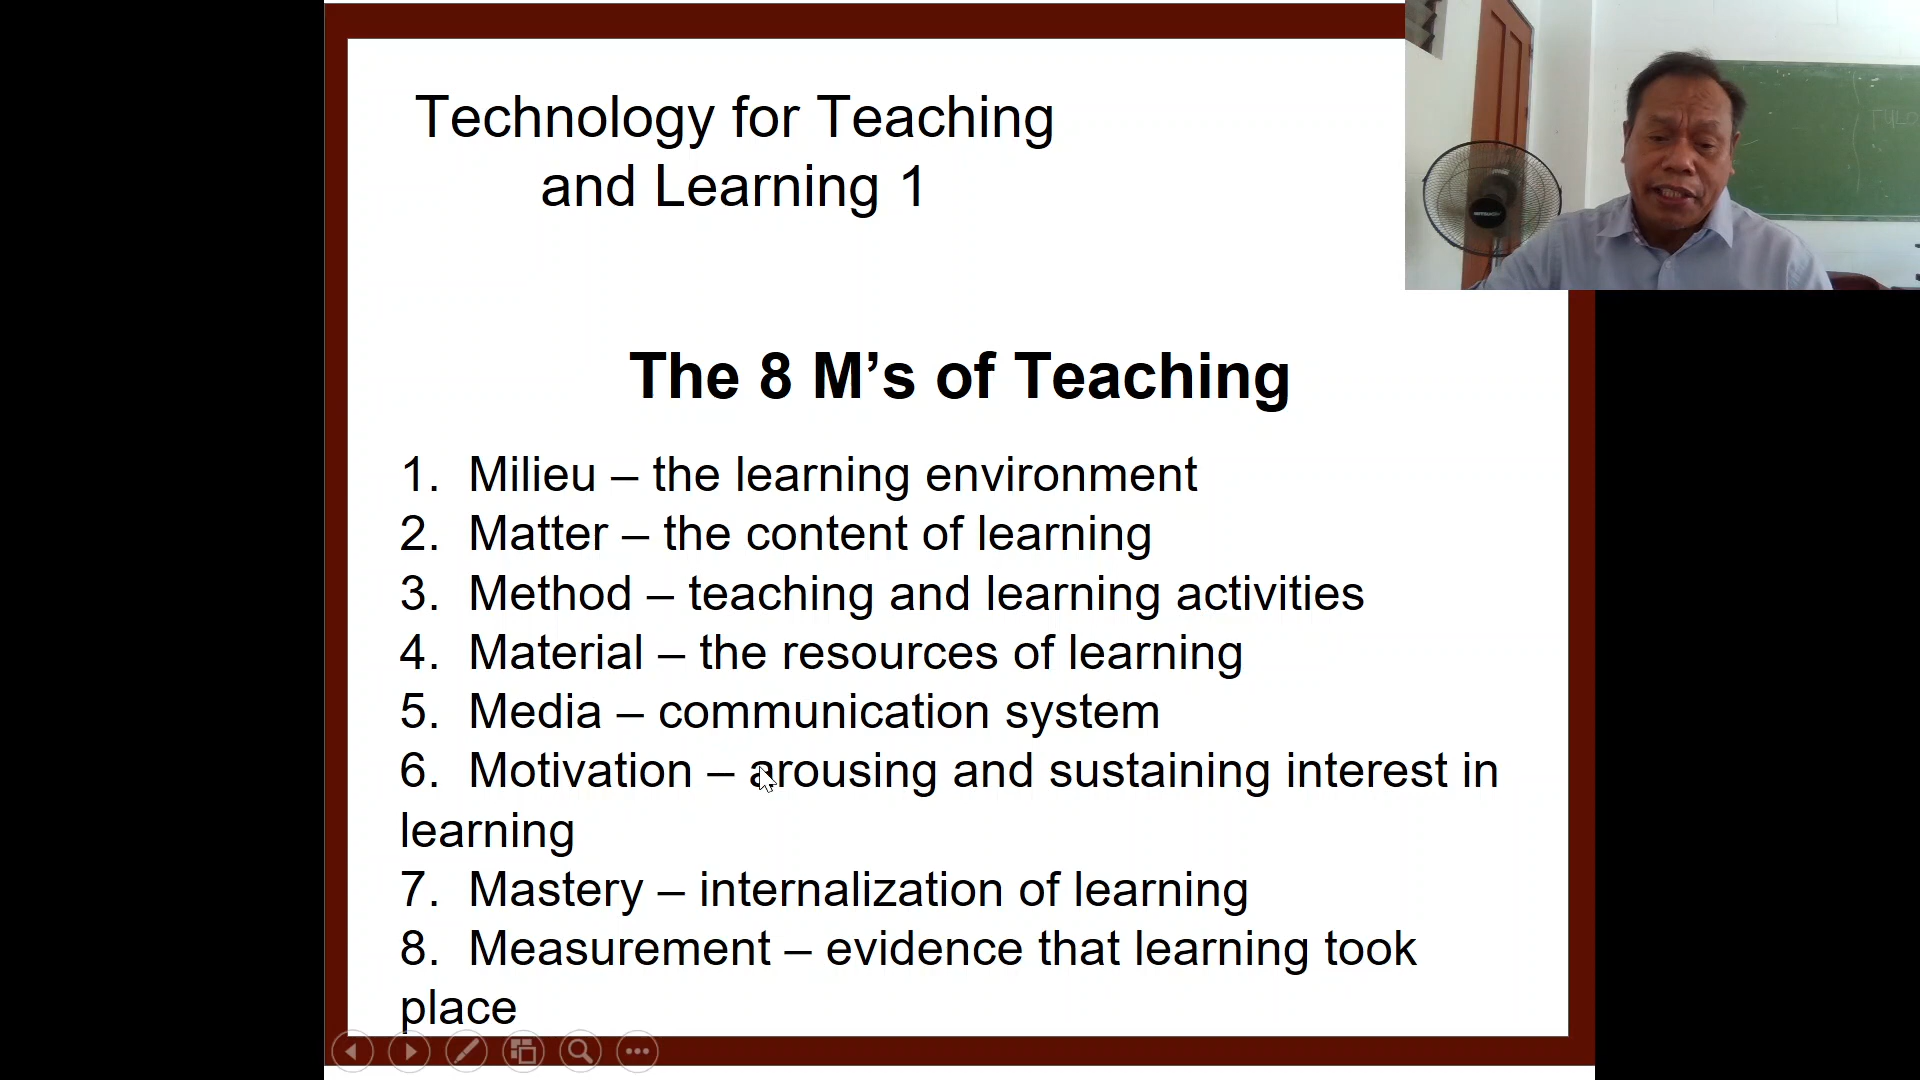 Technology for Teaching
and Learning 1
The 8 M’s of Teaching
1. Milieu – the learning environment
2. Matter – the content of learning
3. Method – teaching and learning activities
4. Material – the resources of learning
5. Media – communication system
6. Motivation – arousing and sustaining interest in
learning
7. Mastery – internalization of learning
8. Measurement – evidence that learning took
place